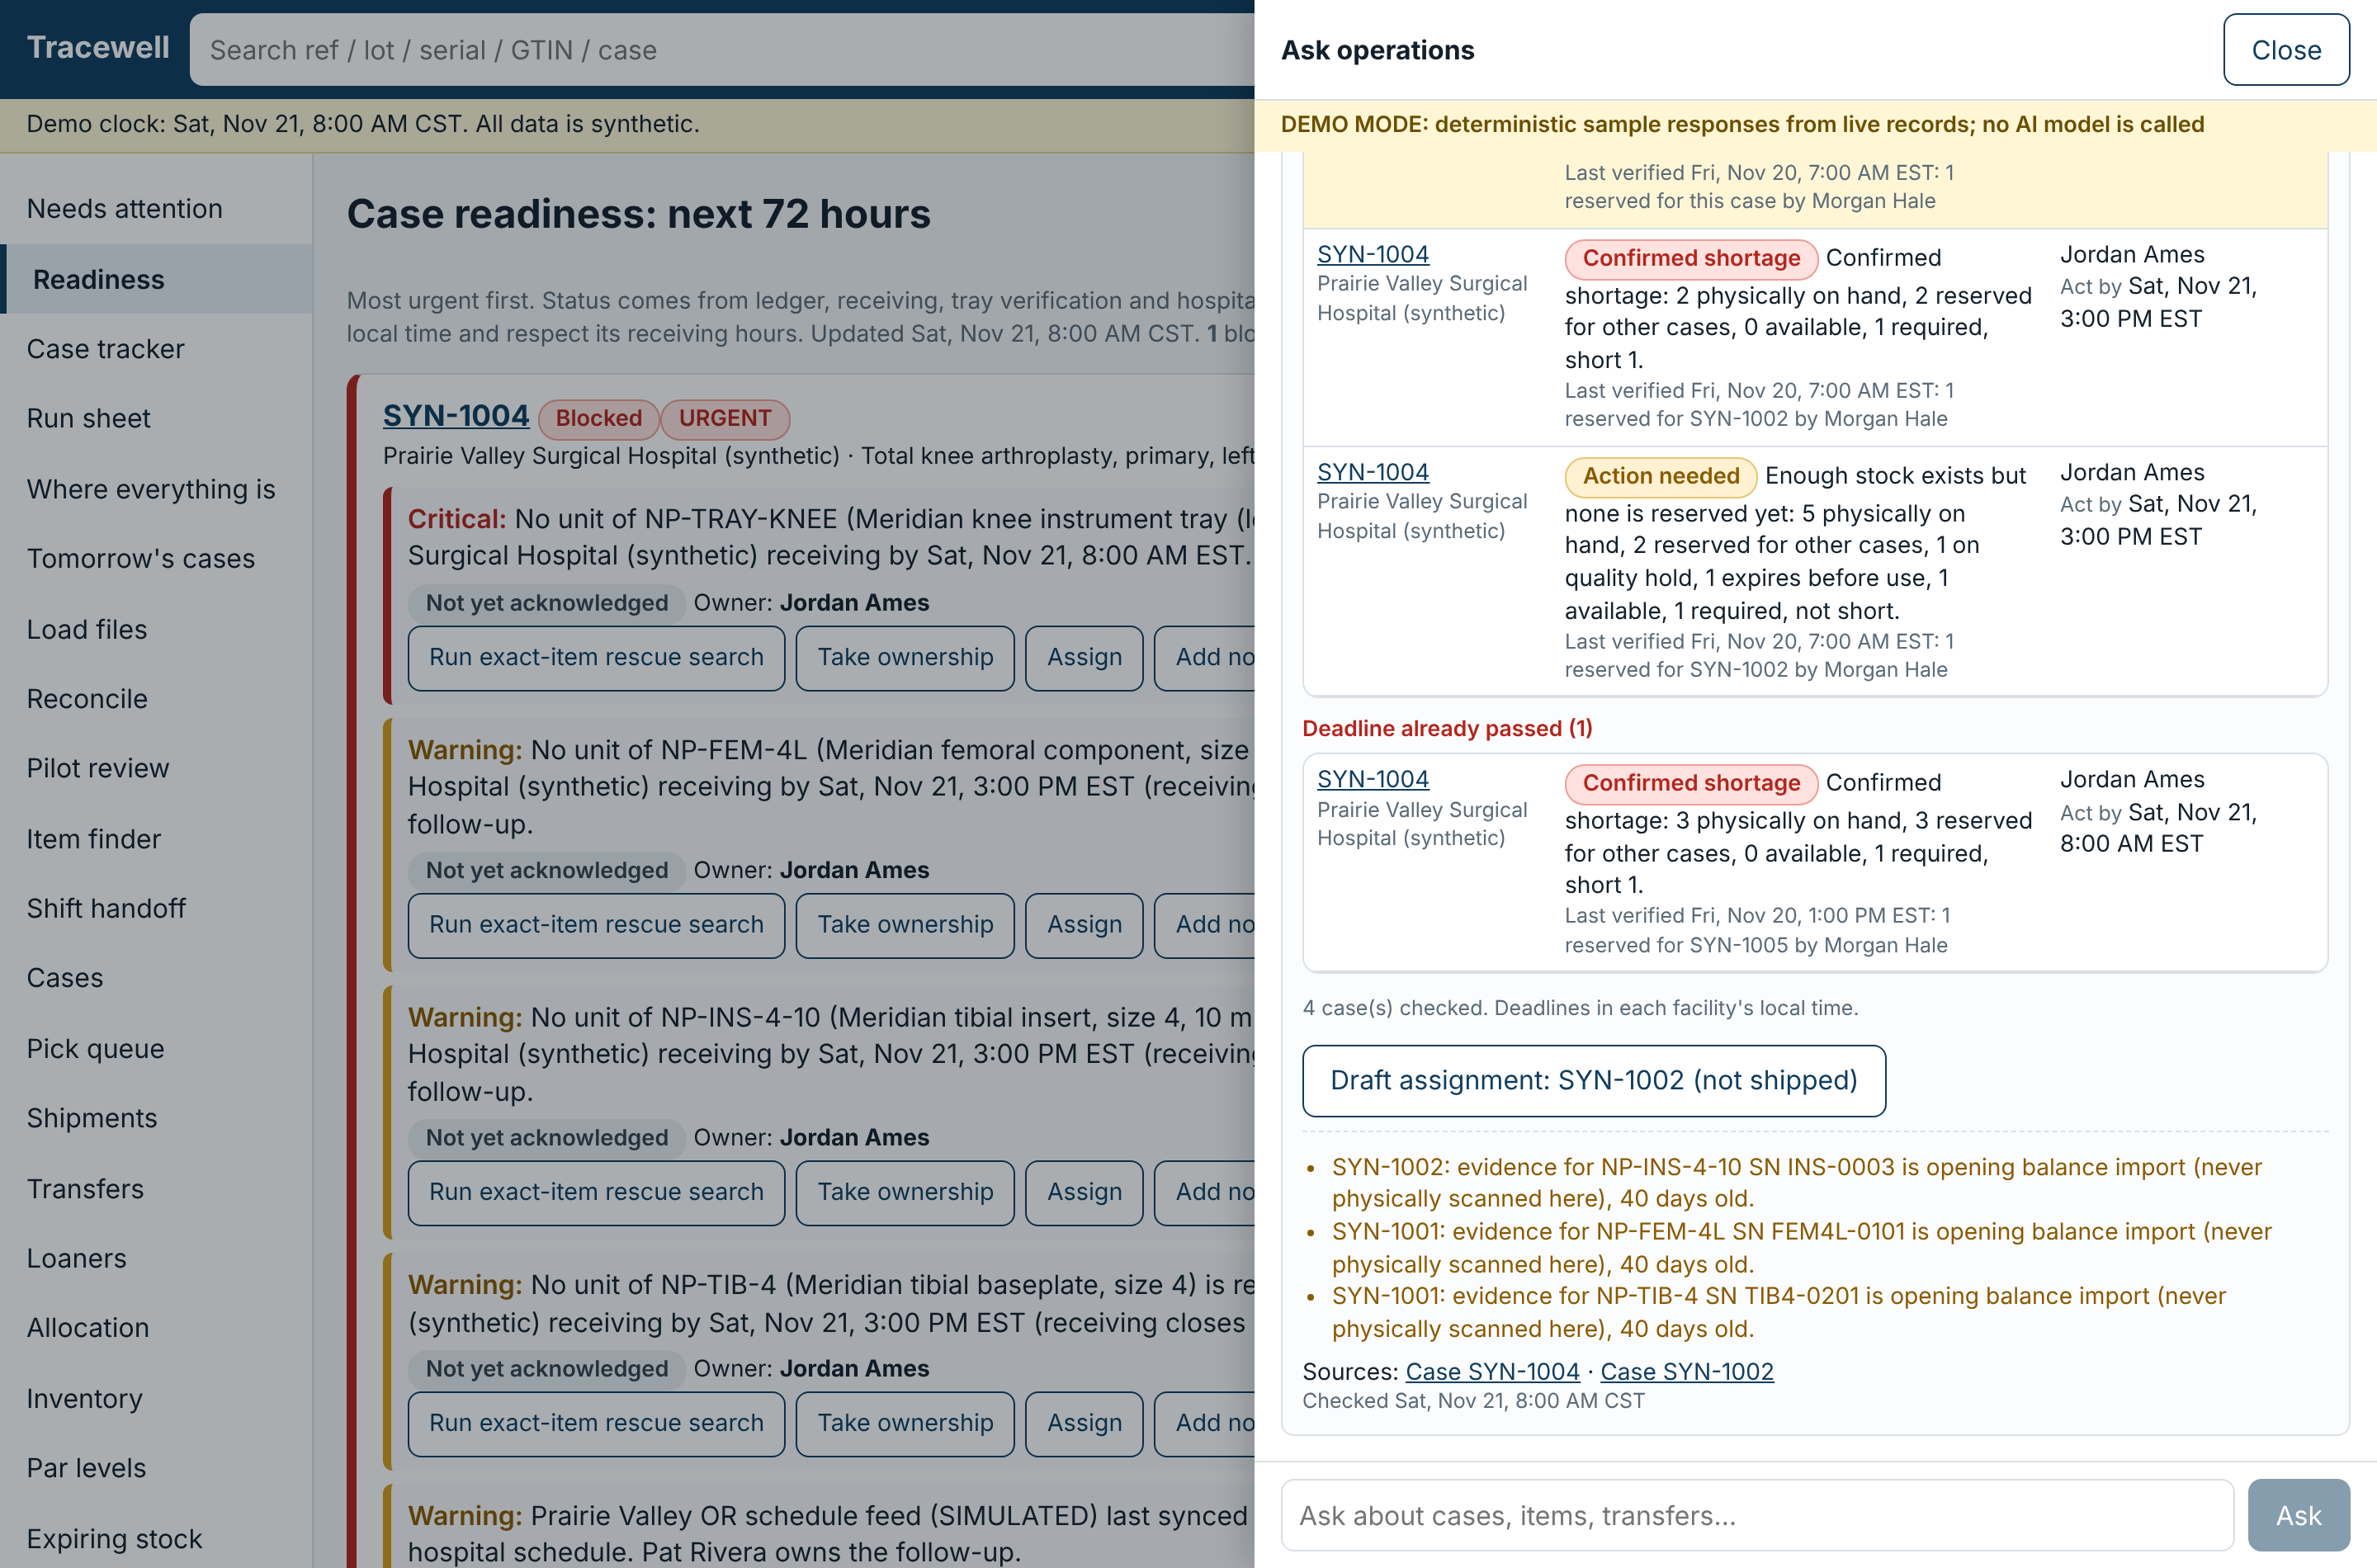 Tracewell
Search ref / lot / serial / GTIN / case
Demo clock: Sat, Nov 21, 8:00 AM CST. All data is synthetic.
Needs attention
Readiness
Case tracker
Run sheet
Where everything is
Tomorrow's cases
Load files
Reconcile
Pilot review
Item finder
Shift handoff
Cases
Pick queue
Shipments
Transfers
Loaners
Allocation
Inventory
Par levels
Expiring stock
Case readiness: next 72 hours
Most urgent first. Status comes from ledger, receiving, tray verification and hospita
local time and respect its receiving hours. Updated Sat, Nov 21, 8:00 AM CST. 1 blo
SYN-1004 Blocked URGENT
Prairie Valley Surgical Hospital (synthetic) · Total knee arthroplasty, primary, left
Critical: No unit of NP-TRAY-KNEE (Meridian knee instrument tray (l
Surgical Hospital (synthetic) receiving by Sat, Nov 21, 8:00 AM EST.
Not yet acknowledged Owner: Jordan Ames
Run exact-item rescue search Take ownership Assign Add no
Warning: No unit of NP-FEM-4L (Meridian femoral component, size
Hospital (synthetic) receiving by Sat, Nov 21, 3:00 PM EST (receiving
follow-up.
Not yet acknowledged Owner: Jordan Ames
Run exact-item rescue search Take ownership Assign Add no
Warning: No unit of NP-INS-4-10 (Meridian tibial insert, size 4, 10 m
Hospital (synthetic) receiving by Sat, Nov 21, 3:00 PM EST (receiving
follow-up.
Not yet acknowledged Owner: Jordan Ames
Run exact-item rescue search Take ownership Assign Add no
Warning: No unit of NP-TIB-4 (Meridian tibial baseplate, size 4) is re
(synthetic) receiving by Sat, Nov 21, 3:00 PM EST (receiving closes
Not yet acknowledged Owner: Jordan Ames
Run exact-item rescue search Take ownership Assign Add no
Warning: Prairie Valley OR schedule feed (SIMULATED) last synced
hospital schedule. Pat Rivera owns the follow-up.
Ask operations
Close
DEMO MODE: deterministic sample responses from live records; no AI model is called
Last verified Fri, Nov 20, 7:00 AM EST: 1
reserved for this case by Morgan Hale
SYN-1004
Prairie Valley Surgical
Hospital (synthetic)
Confirmed shortage Confirmed
shortage: 2 physically on hand, 2 reserved
for other cases, 0 available, 1 required,
short 1.
Last verified Fri, Nov 20, 7:00 AM EST: 1
reserved for SYN-1002 by Morgan Hale
Jordan Ames
Act by Sat, Nov 21,
3:00 PM EST
SYN-1004
Prairie Valley Surgical
Hospital (synthetic)
Action needed Enough stock exists but
none is reserved yet: 5 physically on
hand, 2 reserved for other cases, 1 on
quality hold, 1 expires before use, 1
available, 1 required, not short.
Last verified Fri, Nov 20, 7:00 AM EST: 1
reserved for SYN-1002 by Morgan Hale
Jordan Ames
Act by Sat, Nov 21,
3:00 PM EST
Deadline already passed (1)
SYN-1004
Prairie Valley Surgical
Hospital (synthetic)
Confirmed shortage Confirmed
shortage: 3 physically on hand, 3 reserved
for other cases, 0 available, 1 required,
short 1.
Last verified Fri, Nov 20, 1:00 PM EST: 1
reserved for SYN-1005 by Morgan Hale
Jordan Ames
Act by Sat, Nov 21,
8:00 AM EST
4 case(s) checked. Deadlines in each facility's local time.
Draft assignment: SYN-1002 (not shipped)
• SYN-1002: evidence for NP-INS-4-10 SN INS-0003 is opening balance import (never
physically scanned here), 40 days old.
• SYN-1001: evidence for NP-FEM-4L SN FEM4L-0101 is opening balance import (never
physically scanned here), 40 days old.
• SYN-1001: evidence for NP-TIB-4 SN TIB4-0201 is opening balance import (never
physically scanned here), 40 days old.
Sources: Case SYN-1004 · Case SYN-1002
Checked Sat, Nov 21, 8:00 AM CST
Ask about cases, items, transfers...
Ask